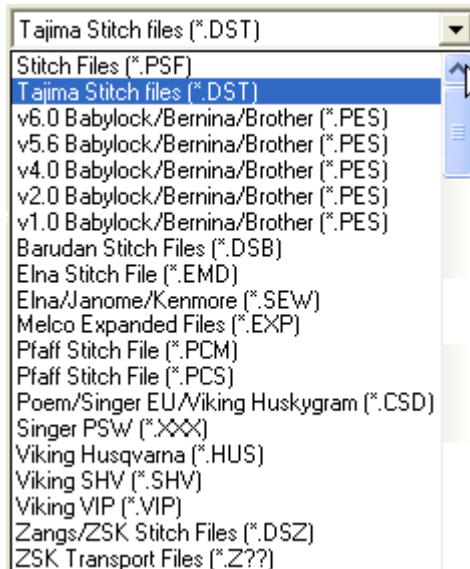 Tajima Stitch files (*.DST)
Stitch Files (*.PSF)
Tajima Stitch files (*.DST)
v6.0 Babylock/Bernina/Brother (*.PES)
v5.6 Babylock/Bernina/Brother (*.PES)
v4.0 Babylock/Bernina/Brother (*.PES)
v2.0 Babylock/Bernina/Brother (*.PES)
v1.0 Babylock/Bernina/Brother (*.PES)
Barudan Stitch Files (*.DSB)
Elna Stitch File (*.EMD)
Elna/Janome/Kenmore (*.SEW)
Melco Expanded Files (*.EXP)
Pfaff Stitch File (*.PCM)
Pfaff Stitch File (*.PCS)
Poem/Singer EU/Viking Huskygram (*.CSD)
Singer PSW (*.XXX)
Viking Husqvarna (*.HUS)
Viking SHV (*.SHV)
Viking VIP (*.VIP)
Zangs/ZSK Stitch Files (*.DSZ)
ZSK Transport Files (*.Z??)